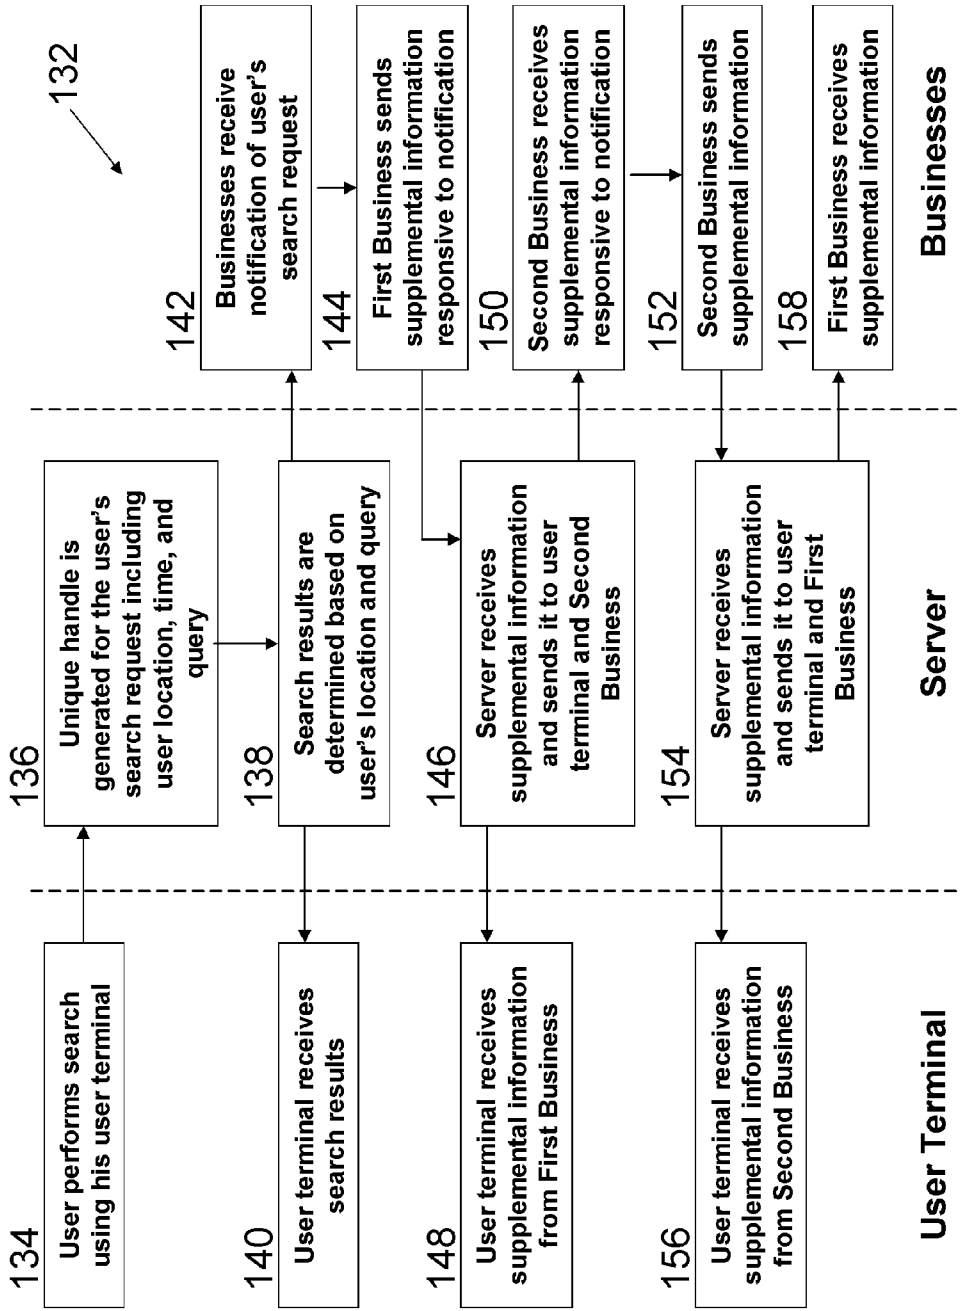 132
134
User performs search
using his user terminal
136
Unique handle is
generated for the user's
search request including
user location, time, and
query
138
Search results are
determined based on
user's location and query
140
User terminal receives
search results
142
Businesses receive
notification of user's
search request
144
First Business sends
supplemental information
responsive to notification
146
Server receives
supplemental information
and sends it to user
terminal and Second
Business
148
User terminal receives
supplemental information
from First Business
150
Second Business receives
supplemental information
responsive to notification
152
Second Business sends
supplemental information
154
Server receives
supplemental information
and sends it to user
terminal and First
Business
156
User terminal receives
supplemental information
from Second Business
158
First Business receives
supplemental information
User Terminal
Server
Businesses